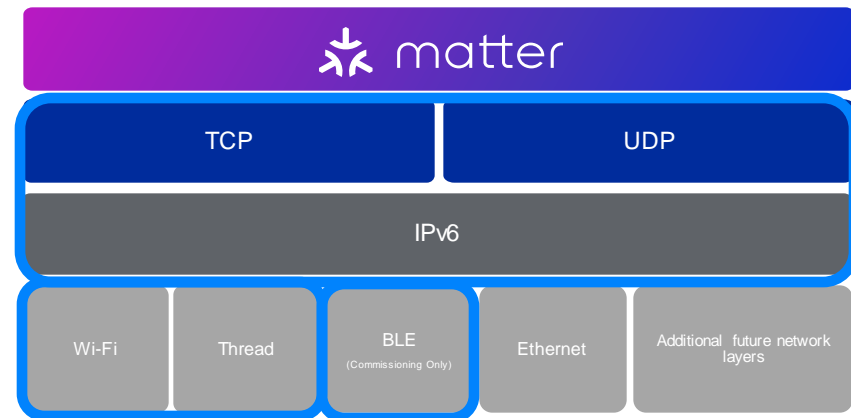 matter
TCP
UDP
IPv6
Wi-Fi
Thread
BLE
(Commissioning Only)
Ethernet
Additional future network
layers